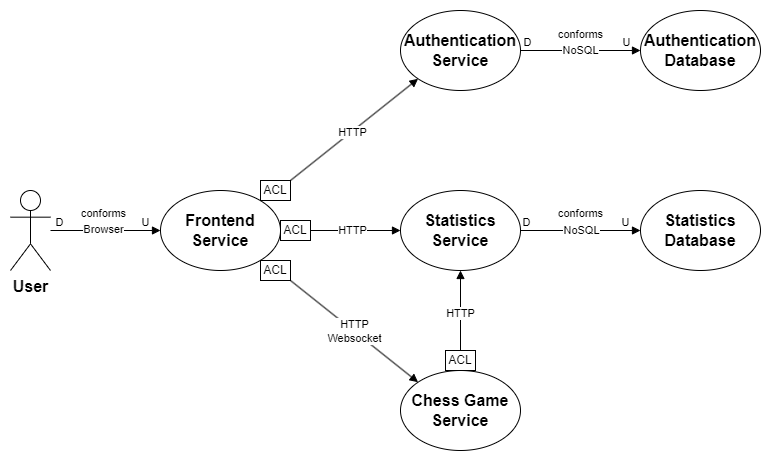 Authentication
Service
D
conforms
NoSQL
U
Authentication
Database
HTTP
ACL
User
D
conforms
Browser
U
Frontend
Service
ACL
HTTP
Statistics
Service
D
conforms
NoSQL
U
Statistics
Database
ACL
HTTP
Websocket
HTTP
ACL
Chess Game
Service